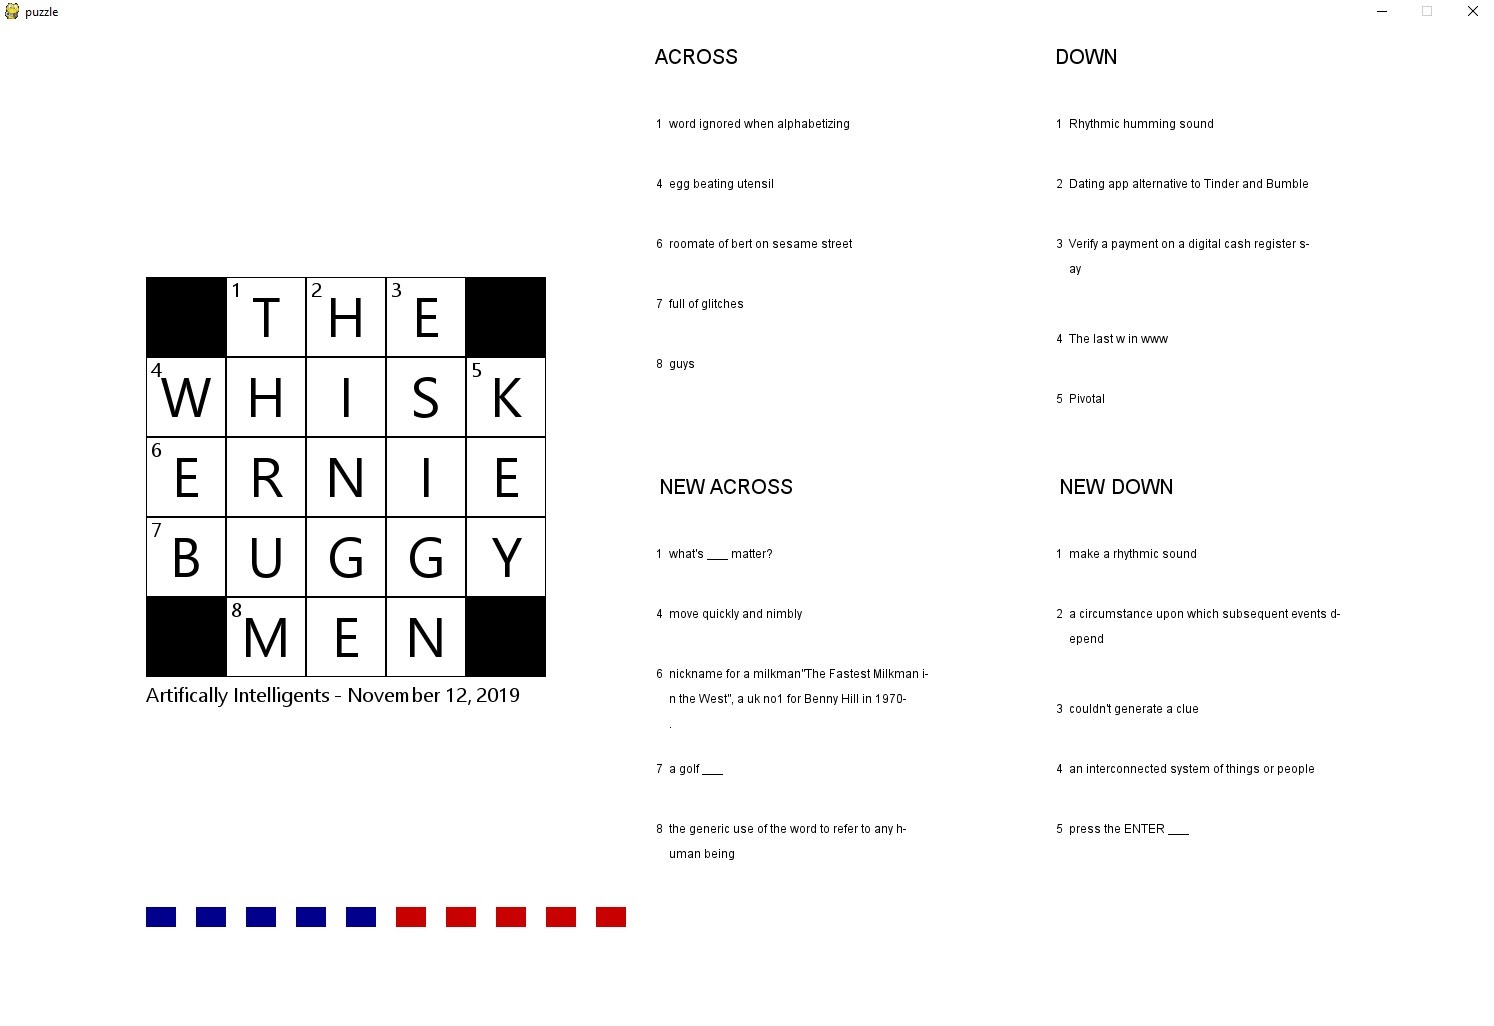 puzzle
ACROSS
1 word ignored when alphabetizing
4 egg beating utensil
6 roomate of bert on sesame street
7 full of glitches
8 guys
DOWN
1 Rhythmic humming sound
2 Dating app alternative to Tinder and Bumble
3 Verify a payment on a digital cash register s-
ay
4 The last w in www
5 Pivotal
1 T 2 H 3 E
4 W H I S 5 K
6 E R N I E
7 B U G G Y
8 M E N
Artifically Intelligents - November 12, 2019
NEW ACROSS
1 what's ___ matter?
4 move quickly and nimbly
6 nickname for a milkman"The Fastest Milkman i-
n the West", a uk no1 for Benny Hill in 1970-
.
7 a golf ___
8 the generic use of the word to refer to any h-
uman being
NEW DOWN
1 make a rhythmic sound
2 a circumstance upon which subsequent events d-
epend
3 couldn't generate a clue
4 an interconnected system of things or people
5 press the ENTER ___